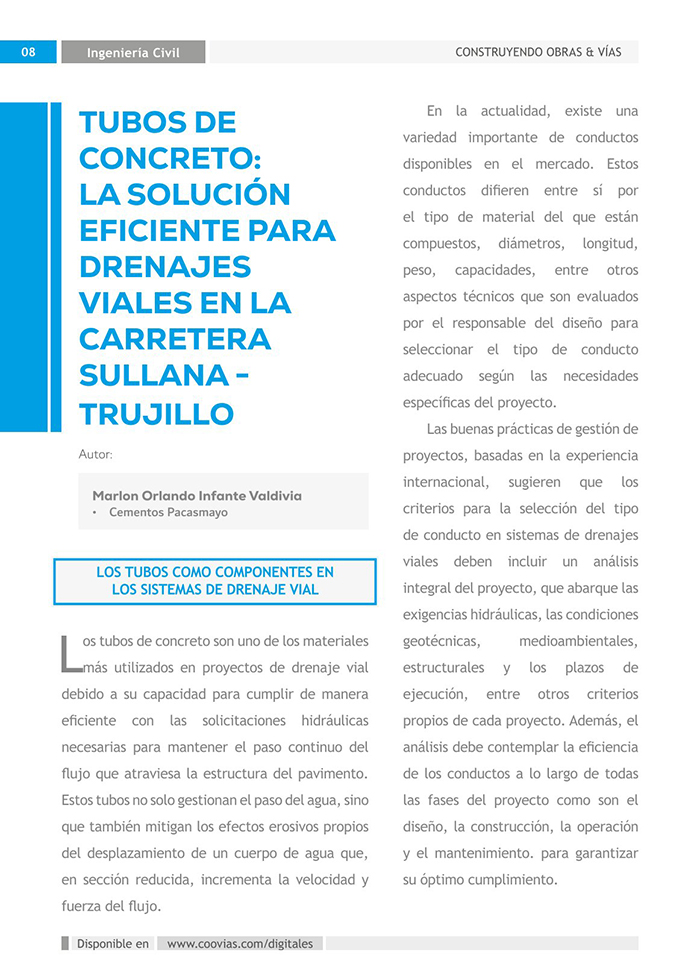 08
Ingeniería Civil
CONSTRUYENDO OBRAS & VÍAS
TUBOS DE
CONCRETO:
LA SOLUCIÓN
EFICIENTE PARA
DRENAJES
VIALES EN LA
CARRETERA
SULLANA -
TRUJILLO
Autor:
Marlon Orlando Infante Valdivia
• Cementos Pacasmayo
LOS TUBOS COMO COMPONENTES EN
LOS SISTEMAS DE DRENAJE VIAL
Los tubos de concreto son uno de los materiales
más utilizados en proyectos de drenaje vial
debido a su capacidad para cumplir de manera
eficiente con las solicitaciones hidráulicas
necesarias para mantener el paso continuo del
flujo que atraviesa la estructura del pavimento.
Estos tubos no solo gestionan el paso del agua, sino
que también mitigan los efectos erosivos propios
del desplazamiento de un cuerpo de agua que,
en sección reducida, incrementa la velocidad y
fuerza del flujo.
En la actualidad, existe una
variedad importante de conductos
disponibles en el mercado. Estos
conductos difieren entre sí por
el tipo de material del que están
compuestos, diámetros, longitud,
peso, capacidades, entre otros
aspectos técnicos que son evaluados
por el responsable del diseño para
seleccionar el tipo de conducto
adecuado según las necesidades
específicas del proyecto.
Las buenas prácticas de gestión de
proyectos, basadas en la experiencia
internacional, sugieren que los
criterios para la selección del tipo
de conducto en sistemas de drenajes
viales deben incluir un análisis
integral del proyecto, que abarque las
exigencias hidráulicas, las condiciones
geotécnicas, medioambientales,
estructurales y los plazos de
ejecución, entre otros criterios
propios de cada proyecto. Además, el
análisis debe contemplar la eficiencia
de los conductos a lo largo de todas
las fases del proyecto como son el
diseño, la construcción, la operación
y el mantenimiento. para garantizar
su óptimo cumplimiento.
Disponible en www.coovias.com/digitales